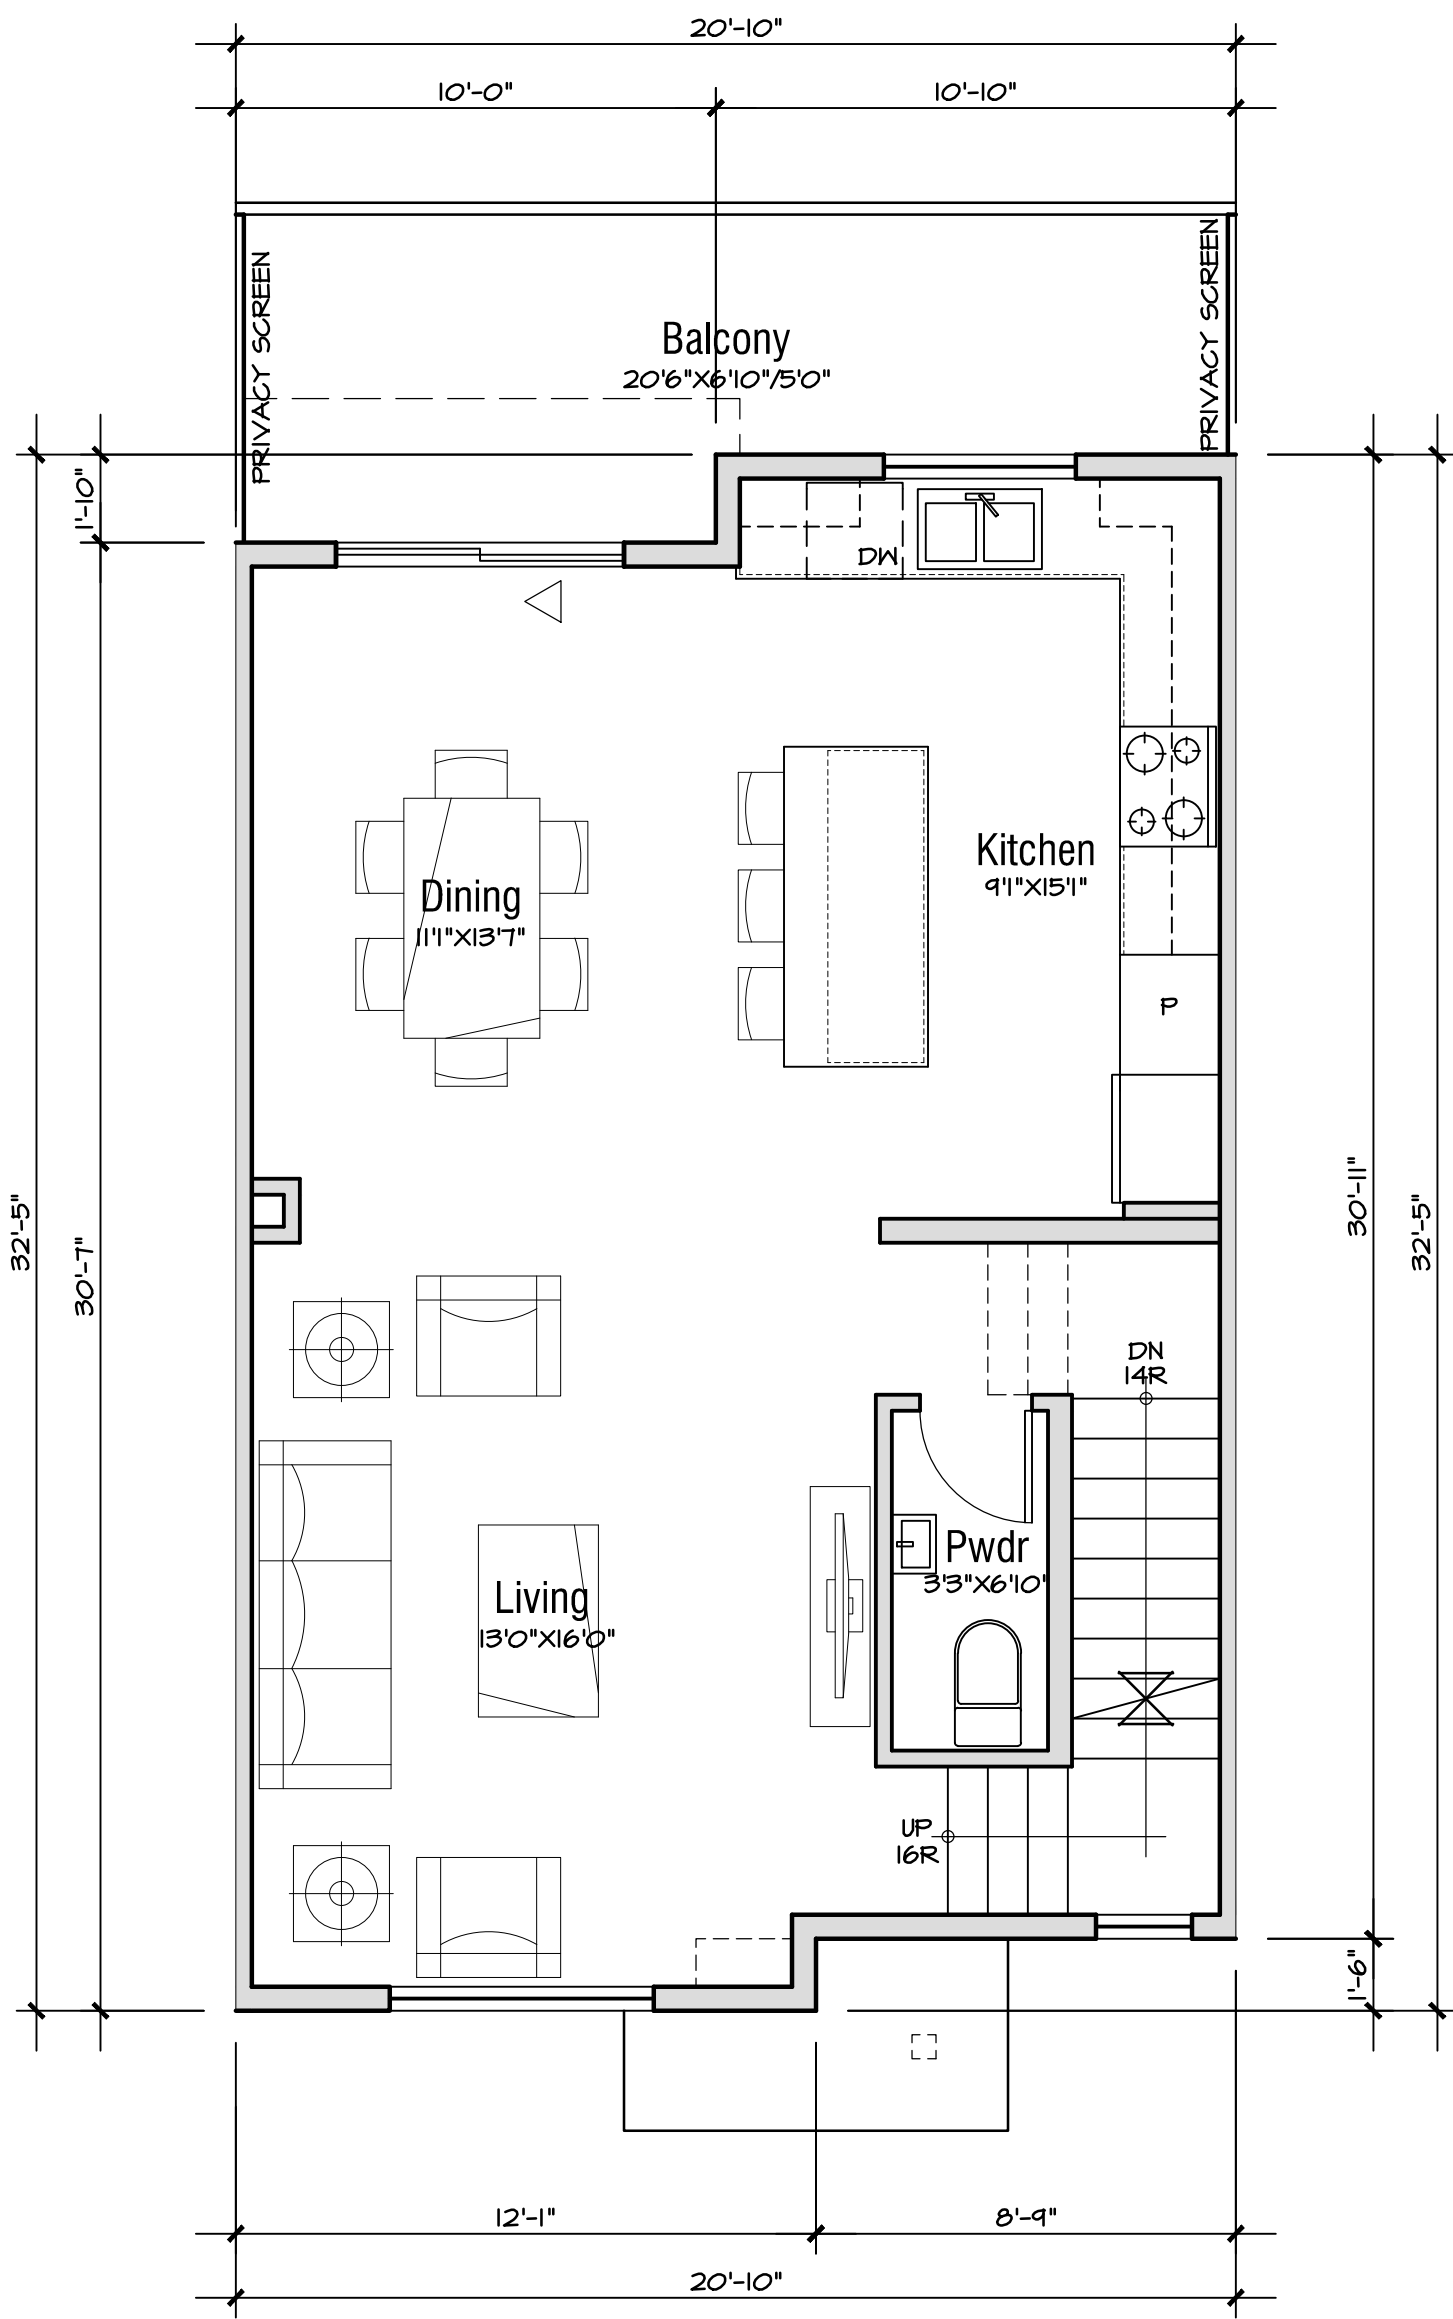 20'-10"
10'-0"
10'-10"
PRIVACY SCREEN
PRIVACY SCREEN
Balcony
20'6"X6'10"/5'0"
1'-10"
DW
Kitchen
9'1"X15'1"
Dining
11'1"X13'7"
P
32'-5"
30'-7"
30'-11"
32'-5"
DN
14R
Pwdr
3'3"X6'10"
Living
13'0"X16'0"
UP
16R
1'-6"
12'-1"
8'-9"
20'-10"